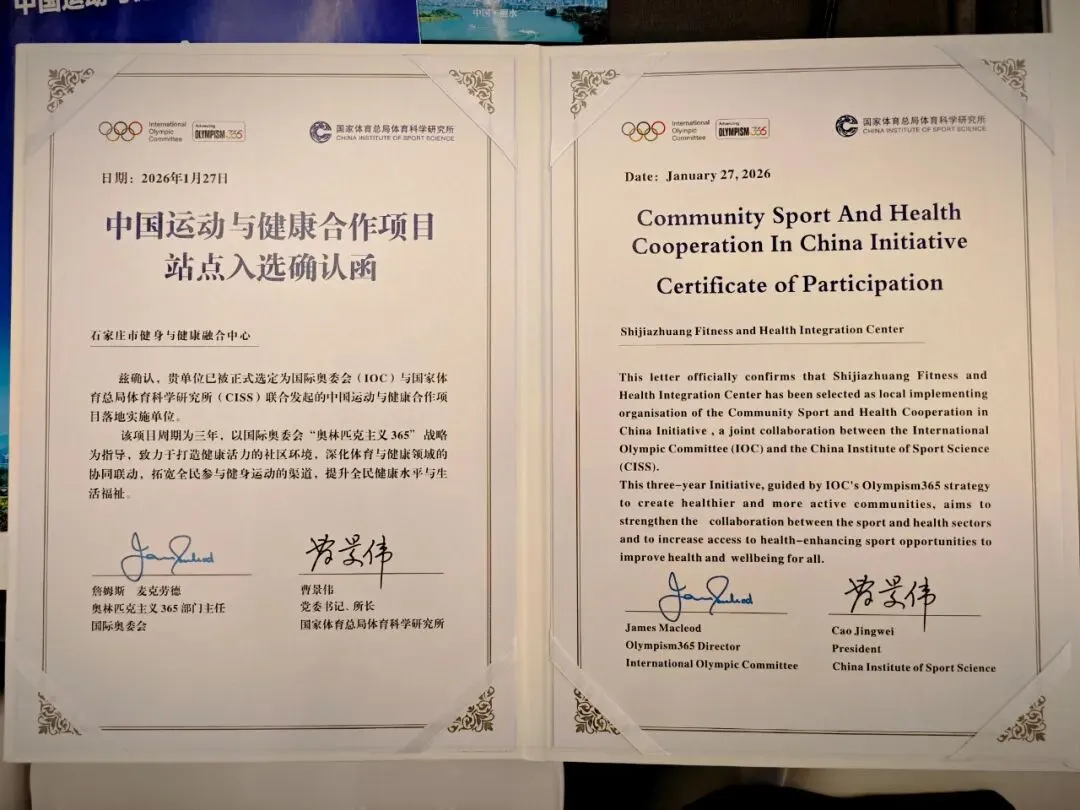 中国·丽水
International
Olympic
Committee
Advancing
OLYMPISM 365
国家体育总局体育科学研究所
CHINA INSTITUTE OF SPORT SCIENCE
日期：2026年1月27日
中国运动与健康合作项目
站点入选确认函
石家庄市健身与健康融合中心
兹确认，贵单位已被正式选定为国际奥委会（IOC）与国家体
育总局体育科学研究所（CISS）联合发起的中国运动与健康合作项
目落地实施单位。
该项目周期为三年，以国际奥委会“奥林匹克主义 365”战略
为指导，致力于打造健康活力的社区环境，深化体育与健康领域的
协同联动，拓宽全民参与健身运动的渠道，提升全民健康水平与生
活福祉。
詹姆斯 麦克劳德
奥林匹克主义 365 部门主任
国际奥委会
曹景伟
曹景伟
党委书记、所长
国家体育总局体育科学研究所
International
Olympic
Committee
Advancing
OLYMPISM 365
国家体育总局体育科学研究所
CHINA INSTITUTE OF SPORT SCIENCE
Date: January 27, 2026
Community Sport And Health
Cooperation In China Initiative
Certificate of Participation
Shijiazhuang Fitness and Health Integration Center
This letter officially confirms that Shijiazhuang Fitness and
Health Integration Center has been selected as local implementing
organisation of the Community Sport and Health Cooperation in
China Initiative , a joint collaboration between the International
Olympic Committee (IOC) and the China Institute of Sport Science
(CISS).
This three-year Initiative, guided by IOC's Olympism365 strategy
to create healthier and more active communities, aims to
strengthen the collaboration between the sport and health sectors
and to increase access to health-enhancing sport opportunities to
improve health and wellbeing for all.
James Macleod
Olympism365 Director
International Olympic Committee
曹景伟
Cao Jingwei
President
China Institute of Sport Science